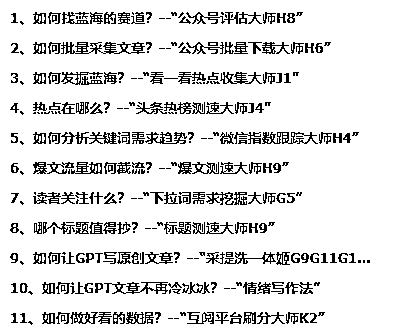 1、如何找蓝海的赛道？--“公众号评估大师H8”
2、如何批量采集文章？--“公众号批量下载大师H6”
3、如何发掘蓝海？--“看一看热点收集大师J1”
4、热点在哪么？--“头条热榜测速大师J4”
5、如何分析关键词需求趋势？--“微信指数跟踪大师H4”
6、爆文流量如何截流？--“爆文测速大师H9”
7、读者关注什么？--“下拉词需求挖掘大师G5”
8、哪个标题值得抄？--“标题测速大师H9”
9、如何让GPT写原创文章？--“采提洗一体姬G9G11G1...
10、如何让GPT文章不再冷冰冰？--“情绪写作法”
11、如何做好看的数据？--“互阅平台刷分大师K2”